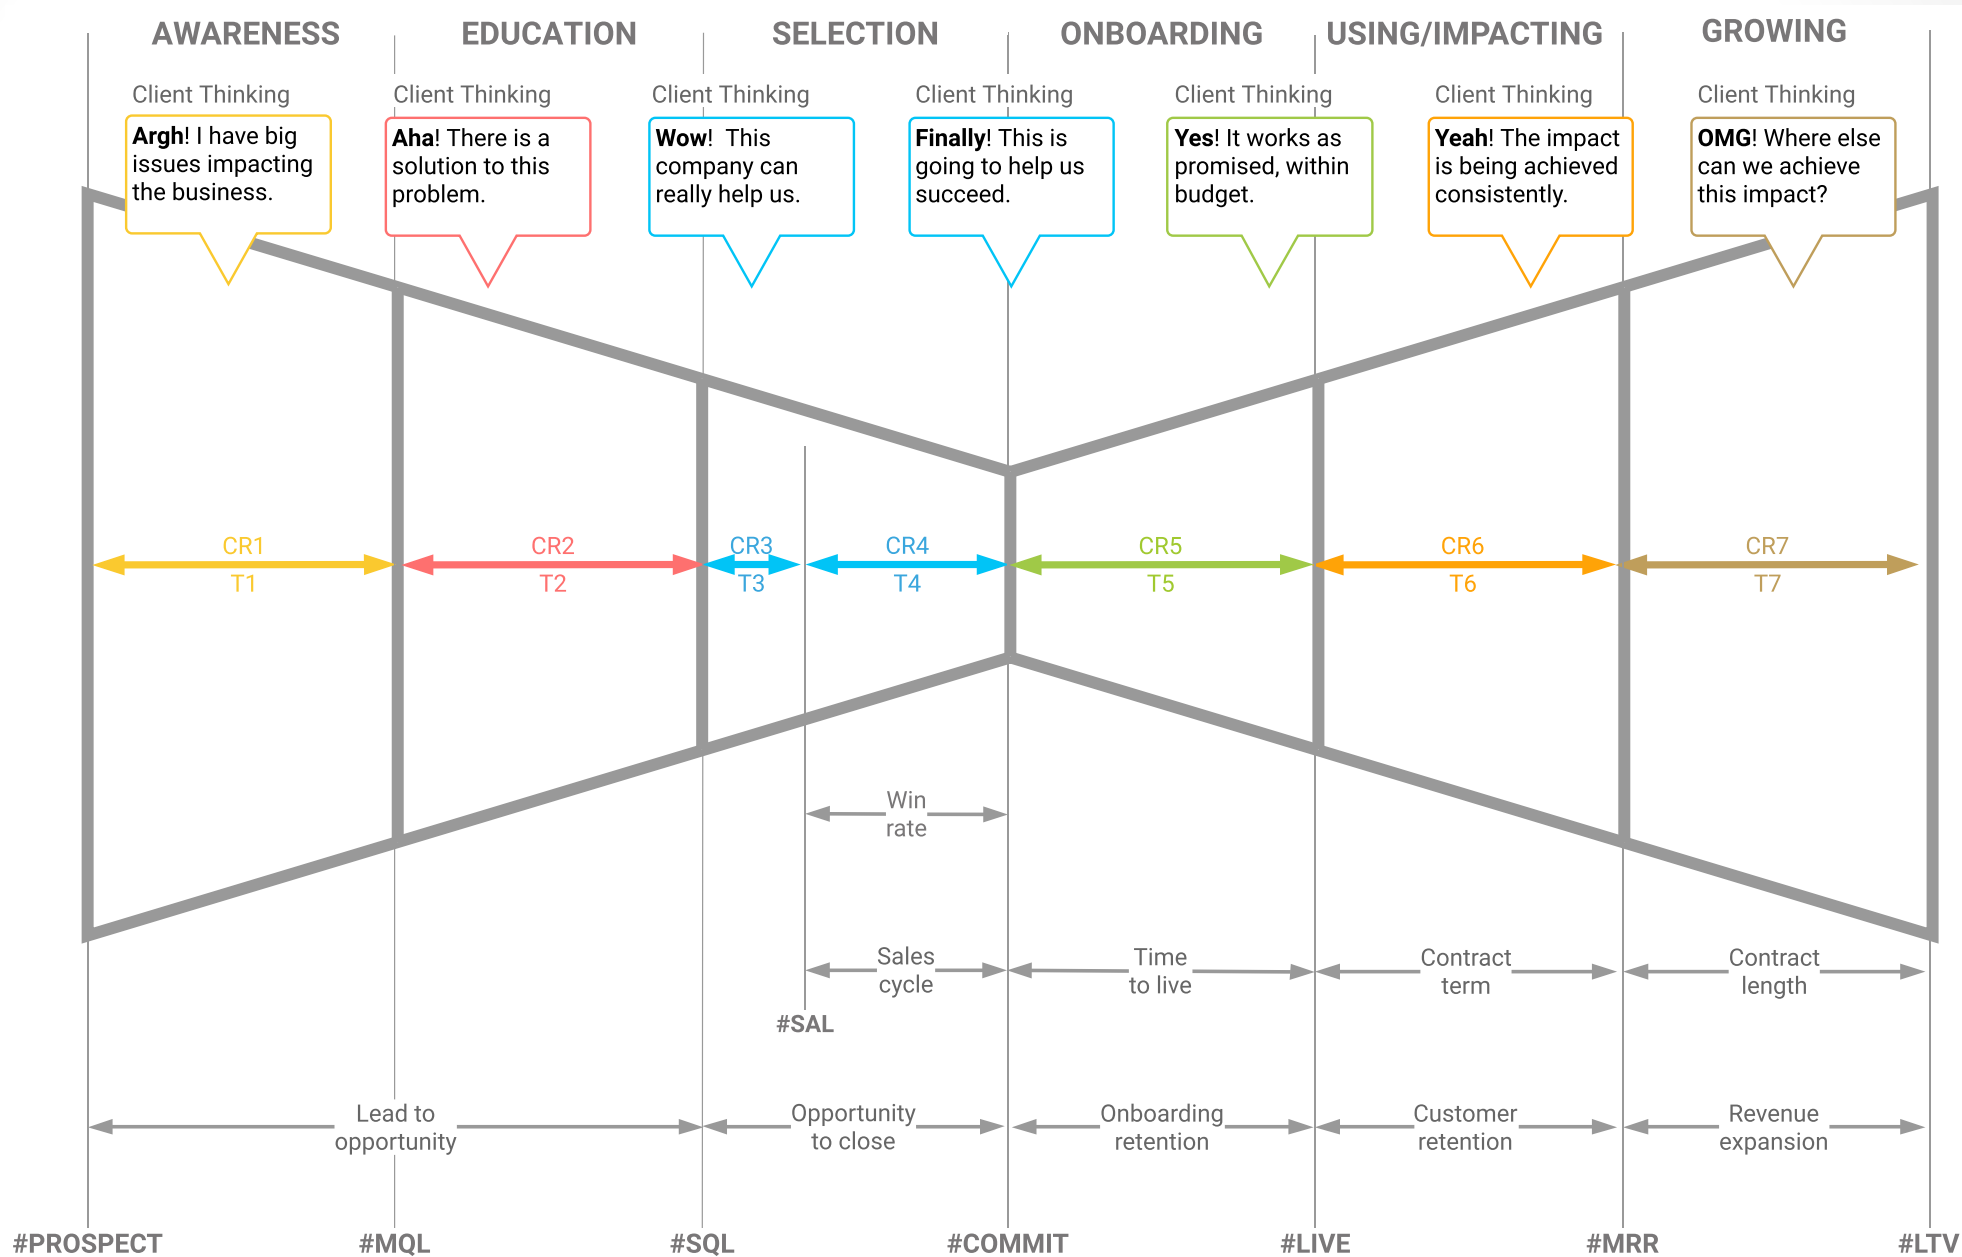 AWARENESS
EDUCATION
SELECTION
ONBOARDING
USING/IMPACTING
GROWING
Client Thinking
Argh! I have big
issues impacting
the business.
Client Thinking
Aha! There is a
solution to this
problem.
Client Thinking
Wow!  This
company can
really help us.
Client Thinking
Finally! This is
going to help us
succeed.
Client Thinking
Yes! It works as
promised, within
budget.
Client Thinking
Yeah! The impact
is being achieved
consistently.
Client Thinking
OMG! Where else
can we achieve
this impact?
CR1
T1
CR2
T2
CR3
T3
CR4
T4
CR5
T5
CR6
T6
CR7
T7
Win
rate
Sales
cycle
Time
to live
Contract
term
Contract
length
#SAL
Lead to
opportunity
Opportunity
to close
Onboarding
retention
Customer
retention
Revenue
expansion
#PROSPECT
#MQL
#SQL
#COMMIT
#LIVE
#MRR
#LTV